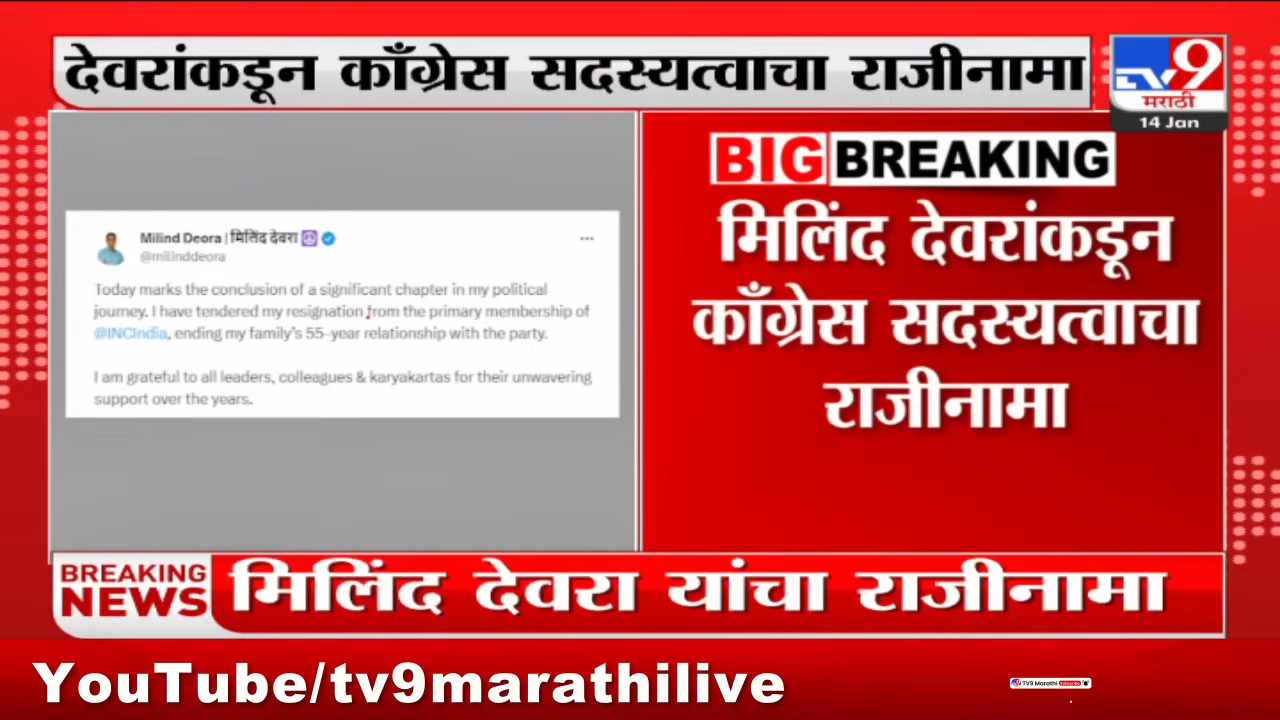 देवरांकडून काँग्रेस सदस्यत्वाचा राजीनामा
TV9
मराठी
14 Jan
Milind Deora | मिलिंद देवरा
@milinddeora
Today marks the conclusion of a significant chapter in my political
journey. I have tendered my resignation from the primary membership of
@INCIndia, ending my family's 55-year relationship with the party.
I am grateful to all leaders, colleagues & karyakartas for their unwavering
support over the years.
BIG BREAKING
मिलिंद देवरांकडून
काँग्रेस सदस्यत्वाचा
राजीनामा
BREAKING
NEWS
मिलिंद देवरा यांचा राजीनामा
YouTube/tv9marathilive
TV9 Marathi